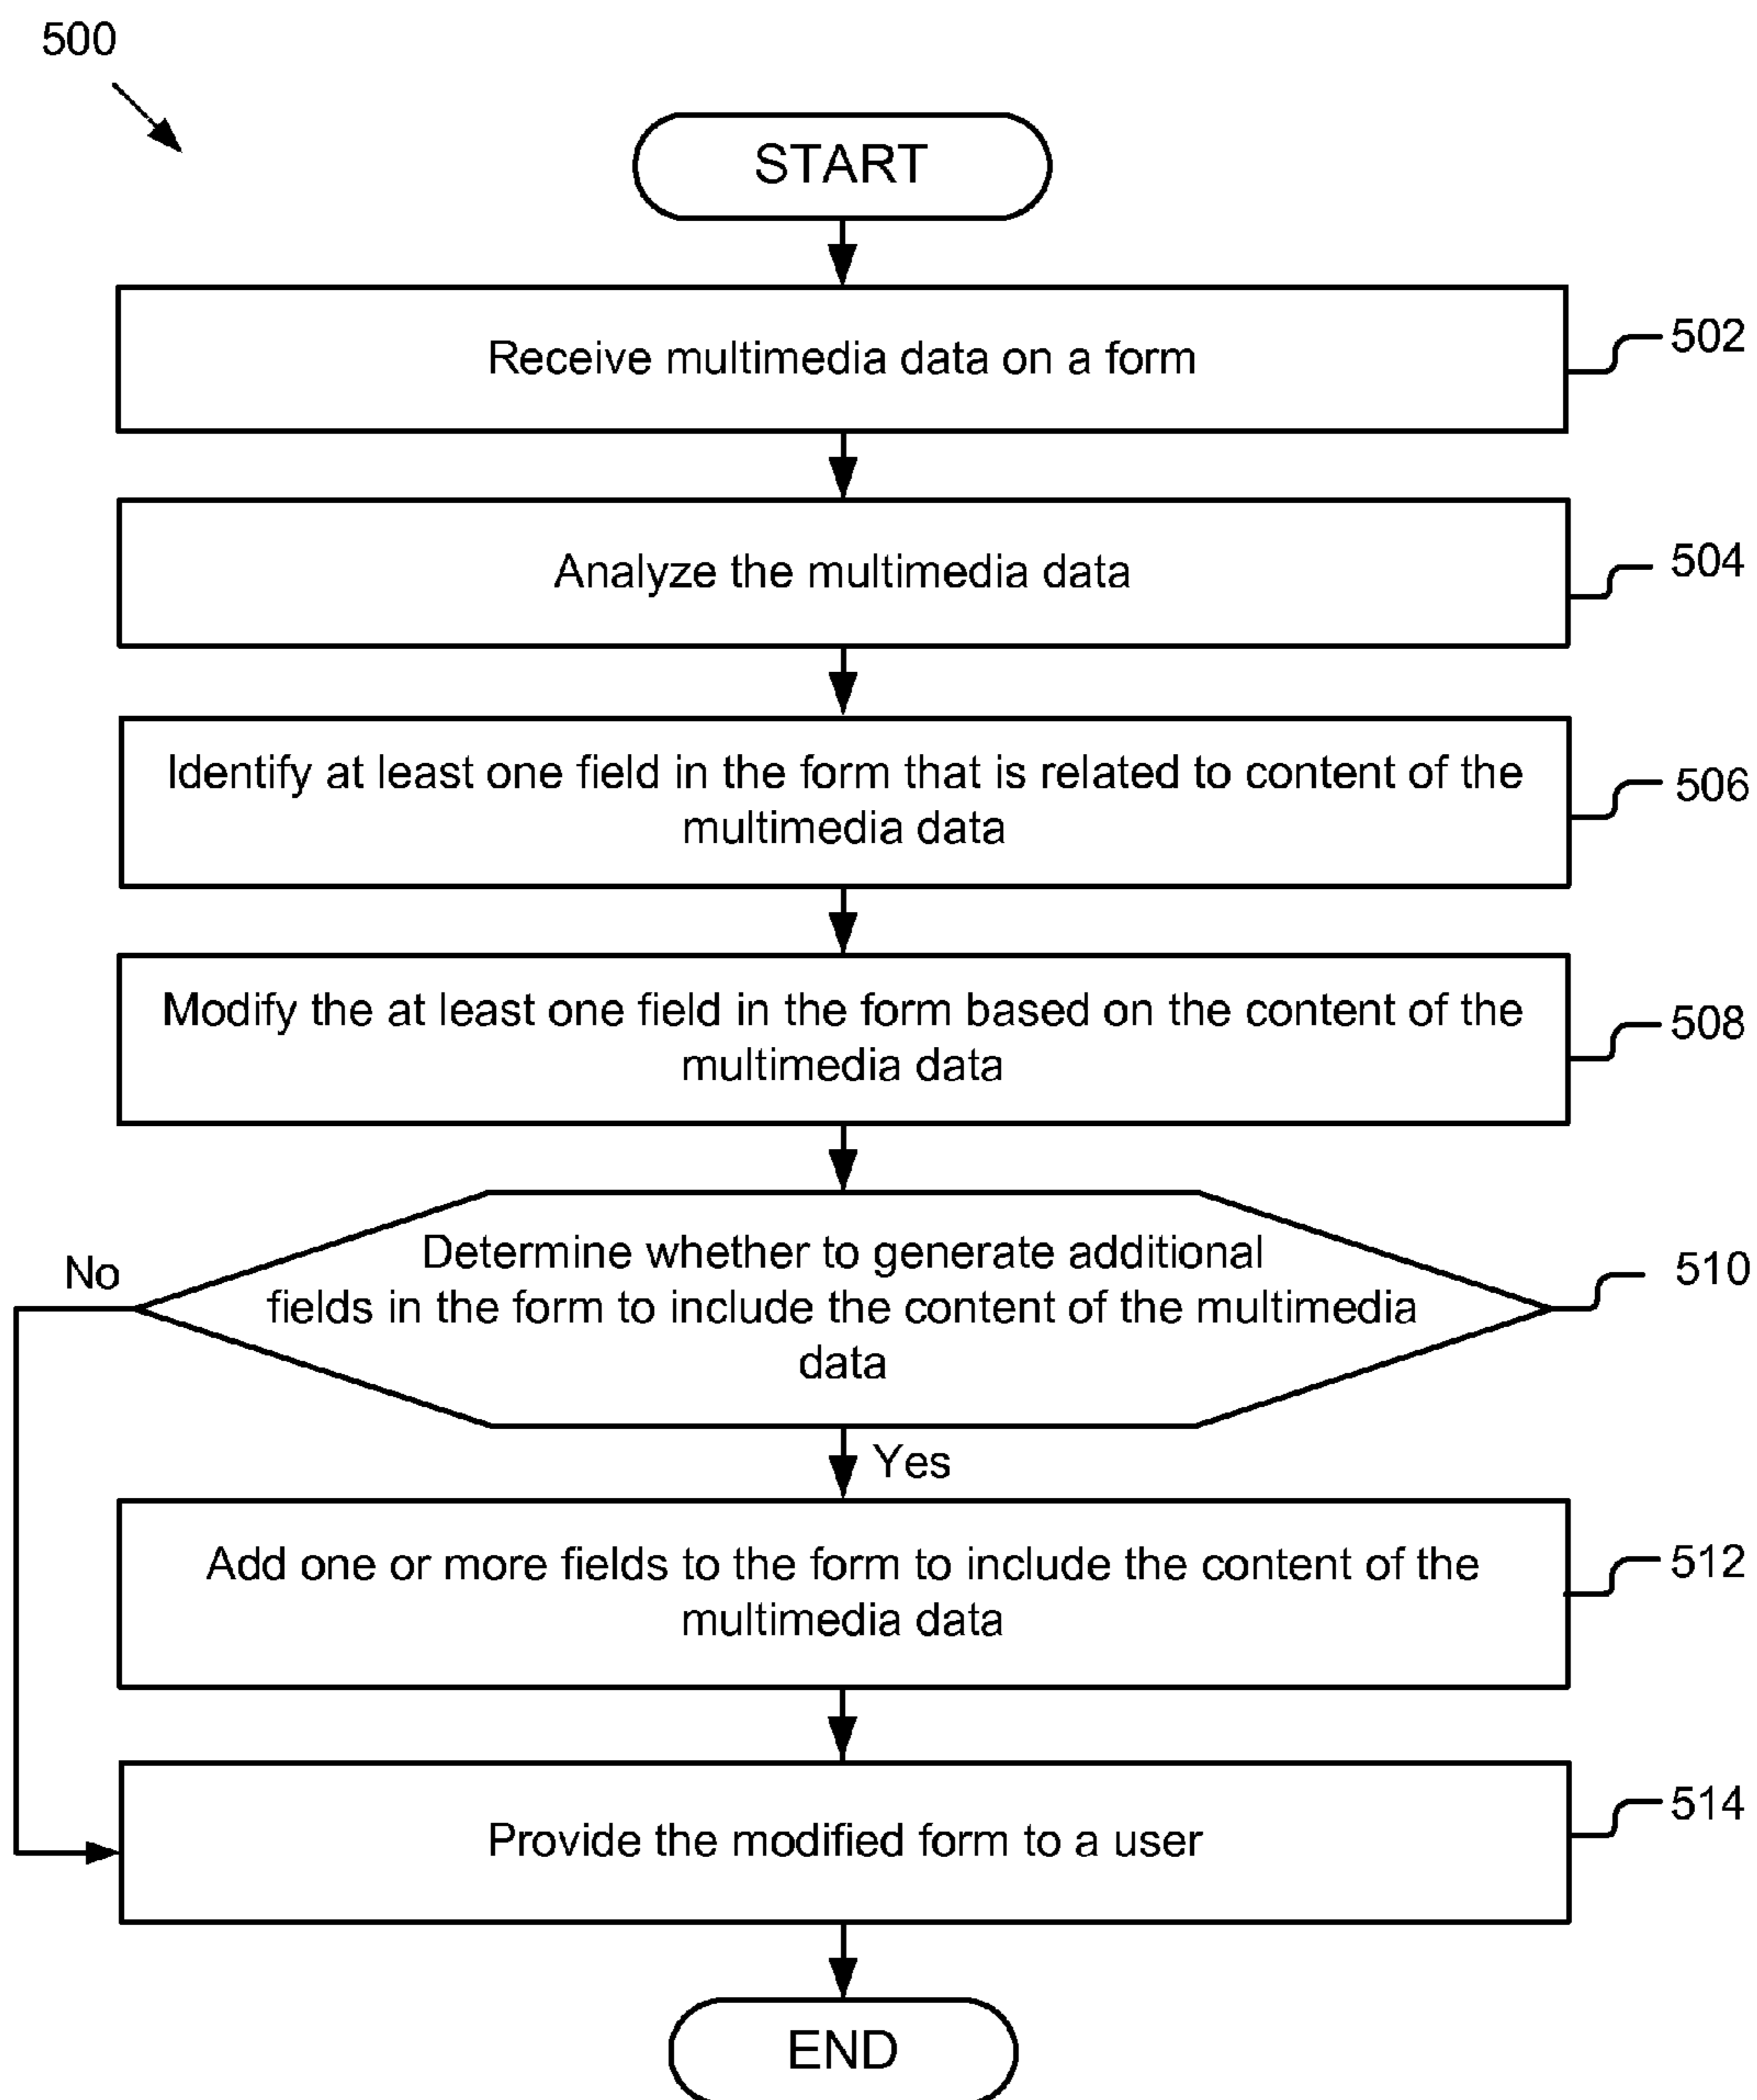 500
START
Receive multimedia data on a form
502
Analyze the multimedia data
504
Identify at least one field in the form that is related to content of the
multimedia data
506
Modify the at least one field in the form based on the content of the
multimedia data
508
Determine whether to generate additional
fields in the form to include the content of the multimedia
data
510
No
Yes
Add one or more fields to the form to include the content of the
multimedia data
512
Provide the modified form to a user
514
END